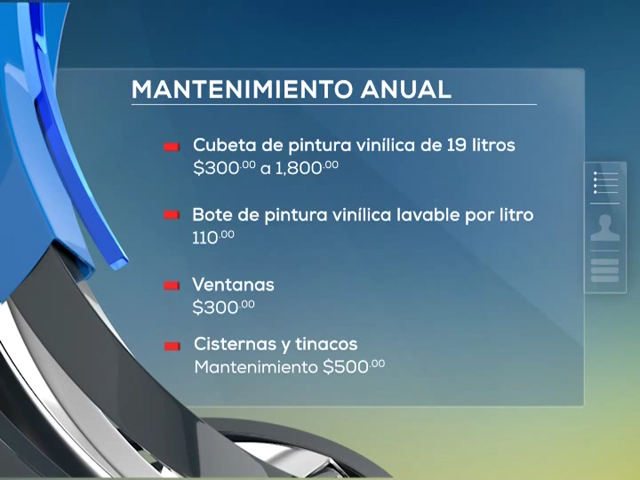 MANTENIMIENTO ANUAL
Cubeta de pintura vinílica de 19 litros
$300.00 a 1,800.00
Bote de pintura vinílica lavable por litro
110.00
Ventanas
$300.00
Cisternas y tinacos
Mantenimiento $500.00